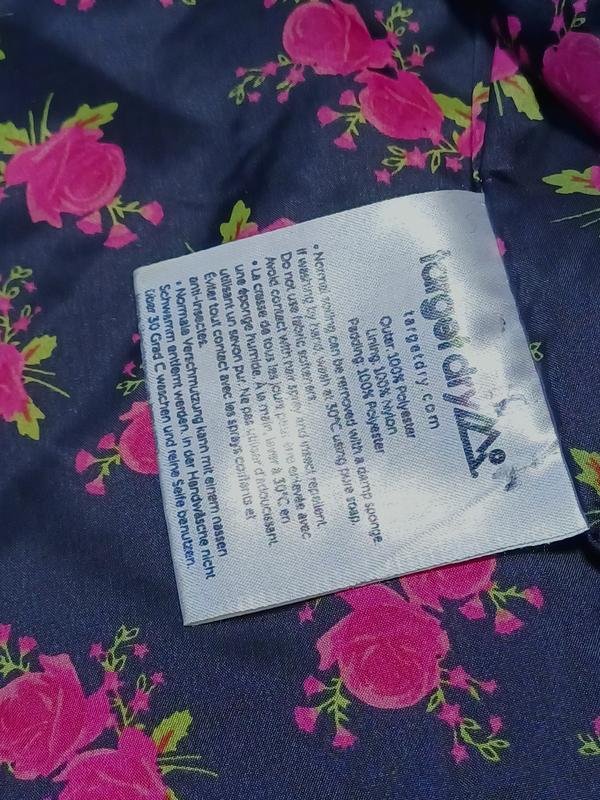 target dry
targetdry.com
Outer 100% Polyester
Lining 100% Nylon
Padding 100% Polyester
• Normal soiling can be removed with a damp sponge.
If washing by hand, wash at 30°C using pure soap.
Do not use fabric softeners.
Avoid contact with hair spray and insect repellent.
• La crasse de tous les jours peut être enlevée avec
une éponge humide. À la main, laver à 30°C, en
utilisant un savon pur. Ne pas utiliser d'adoucissant.
Éviter tout contact avec les sprays coiffants et
anti-insectes.
• Normale Verschmutzung kann mit einem nassen
Schwamm entfernt werden, in der Handwäsche nicht
über 30 Grad C waschen und reine Seife benutzen.